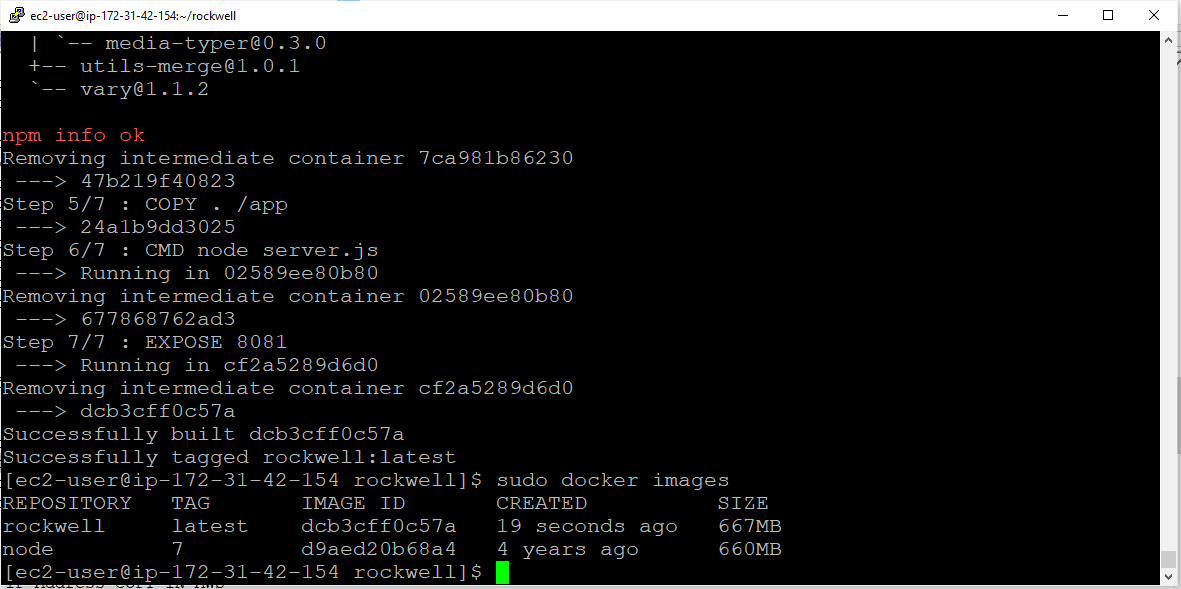 ec2-user@ip-172-31-42-154:~/rockwell
| `-- media-typer@0.3.0
+-- utils-merge@1.0.1
`-- vary@1.1.2
npm info ok
Removing intermediate container 7ca981b86230
---> 47b219f40823
Step 5/7 : COPY . /app
---> 24a1b9dd3025
Step 6/7 : CMD node server.js
---> Running in 02589ee80b80
Removing intermediate container 02589ee80b80
---> 677868762ad3
Step 7/7 : EXPOSE 8081
---> Running in cf2a5289d6d0
Removing intermediate container cf2a5289d6d0
---> dcb3cff0c57a
Successfully built dcb3cff0c57a
Successfully tagged rockwell:latest
[ec2-user@ip-172-31-42-154 rockwell]$ sudo docker images
REPOSITORY TAG IMAGE ID CREATED SIZE
rockwell latest dcb3cff0c57a 19 seconds ago 667MB
node 7 d9aed20b68a4 4 years ago 660MB
[ec2-user@ip-172-31-42-154 rockwell]$